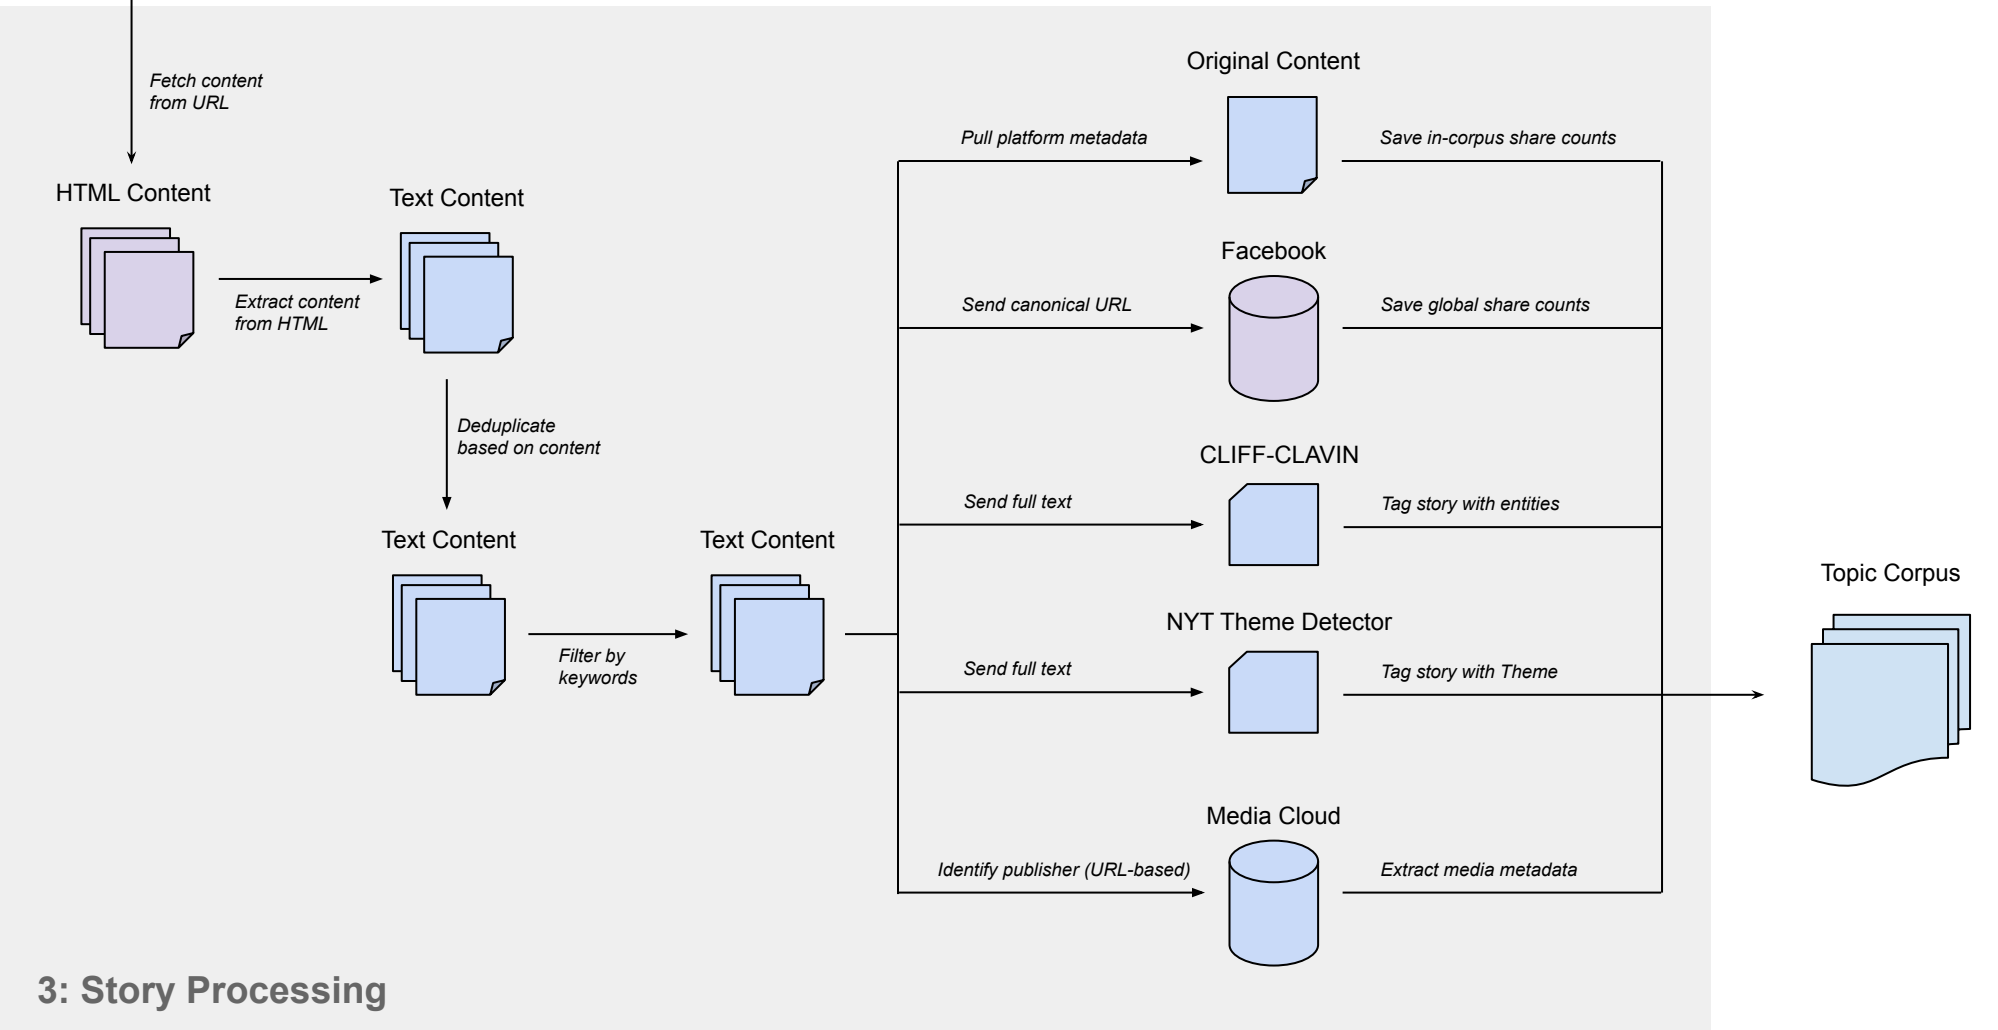 Fetch content
from URL
HTML Content
Extract content
from HTML
Text Content
Deduplicate
based on content
Text Content
Filter by
keywords
Text Content
Pull platform metadata
Original Content
Save in-corpus share counts
Send canonical URL
Facebook
Save global share counts
Send full text
CLIFF-CLAVIN
Tag story with entities
Send full text
NYT Theme Detector
Tag story with Theme
Identify publisher (URL-based)
Media Cloud
Extract media metadata
Topic Corpus
3: Story Processing